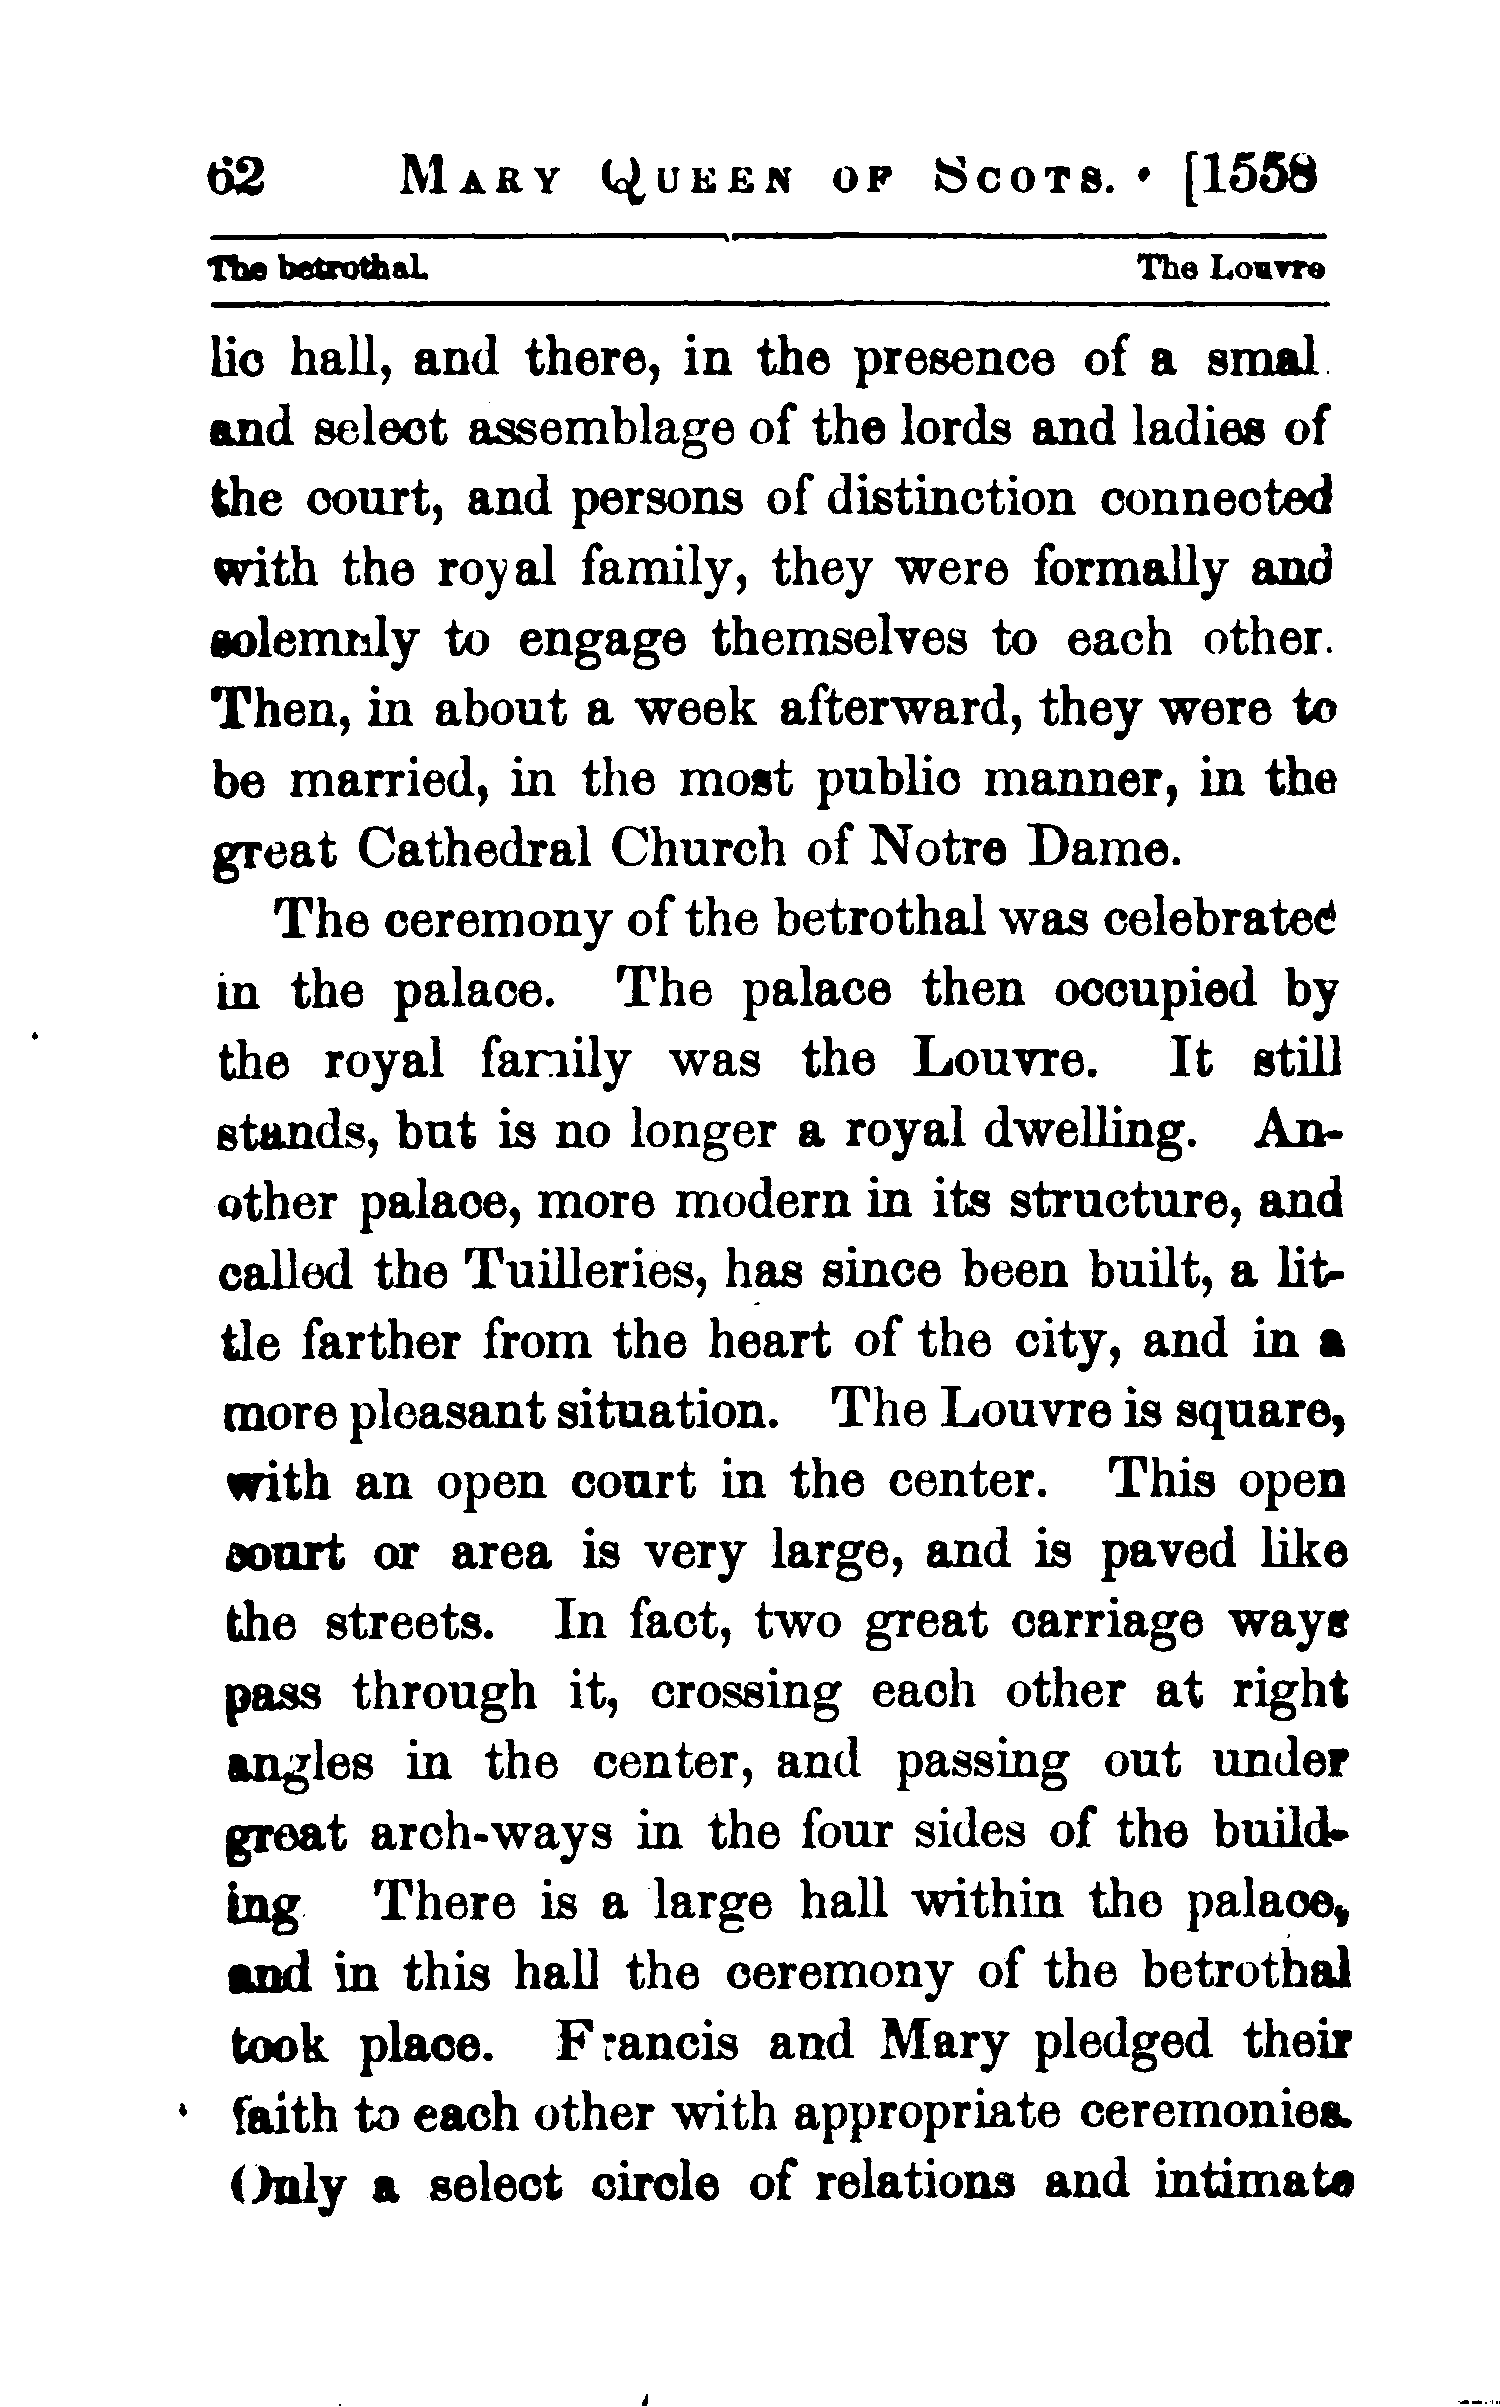 62 Mary Queen of Scots. [1558
The betrothal. The Louvre
lic hall, and there, in the presence of a smal
and select assemblage of the lords and ladies of
the court, and persons of distinction connected
with the royal family, they were formally and
solemnly to engage themselves to each other.
Then, in about a week afterward, they were to
be married, in the most public manner, in the
great Cathedral Church of Notre Dame.
The ceremony of the betrothal was celebrated
in the palace. The palace then occupied by
the royal family was the Louvre. It still
stands, but is no longer a royal dwelling. An-
other palace, more modern in its structure, and
called the Tuilleries, has since been built, a lit-
tle farther from the heart of the city, and in a
more pleasant situation. The Louvre is square,
with an open court in the center. This open
court or area is very large, and is paved like
the streets. In fact, two great carriage ways
pass through it, crossing each other at right
angles in the center, and passing out under
great arch-ways in the four sides of the build-
ing There is a large hall within the palace,
and in this hall the ceremony of the betrothal
took place. Francis and Mary pledged their
faith to each other with appropriate ceremonies.
Only a select circle of relations and intimate